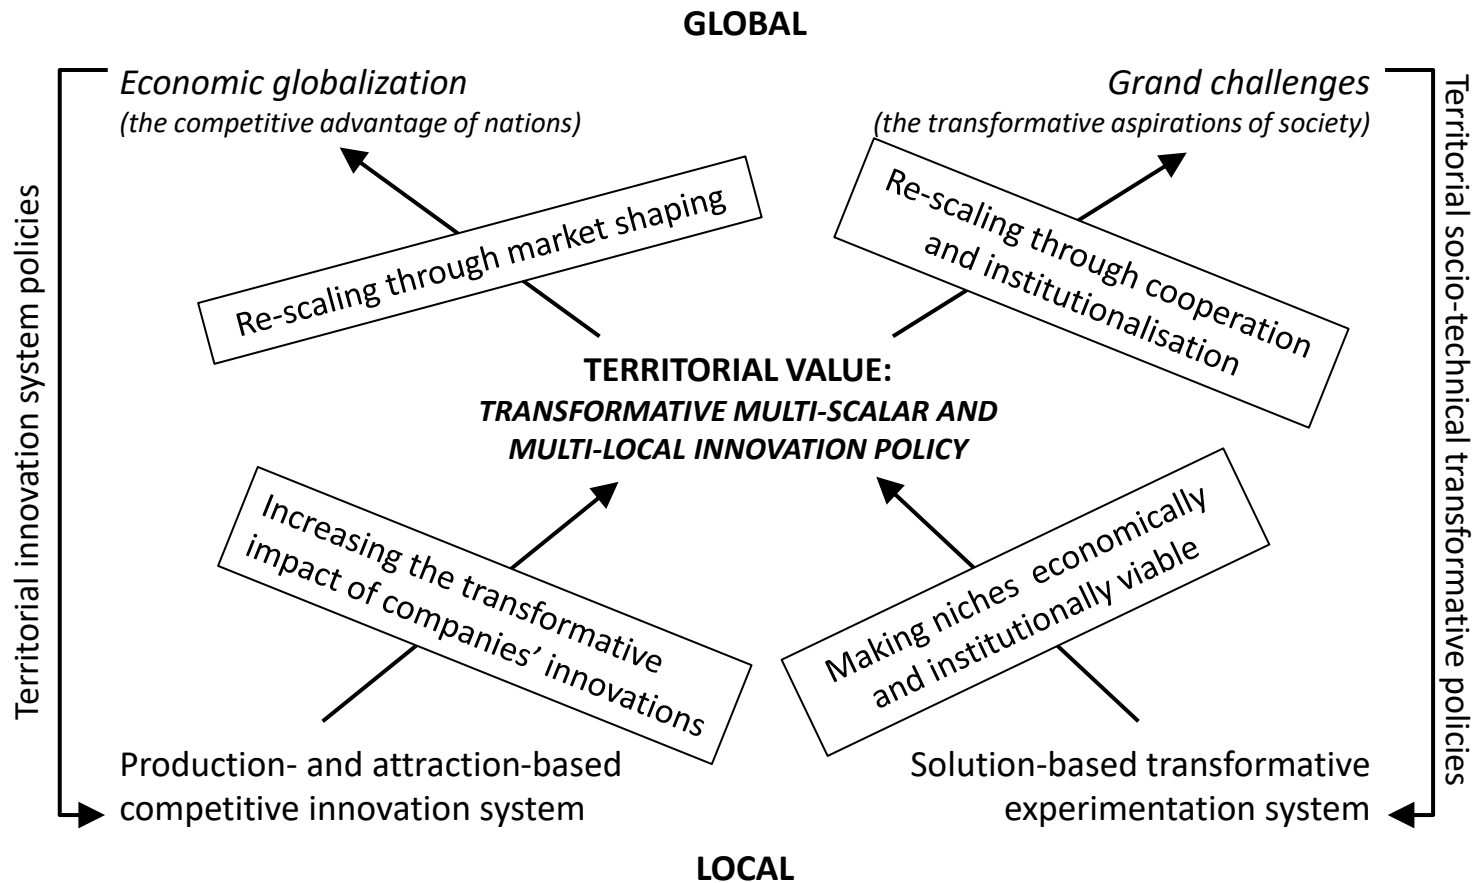 GLOBAL
Economic globalization
(the competitive advantage of nations)
Grand challenges
(the transformative aspirations of society)
Territorial innovation system policies
Territorial socio-technical transformative policies
Re-scaling through market shaping
Re-scaling through cooperation
and institutionalisation
TERRITORIAL VALUE:
TRANSFORMATIVE MULTI-SCALAR AND
MULTI-LOCAL INNOVATION POLICY
Increasing the transformative
impact of companies’ innovations
Making niches economically
and institutionally viable
Production- and attraction-based
competitive innovation system
Solution-based transformative
experimentation system
LOCAL